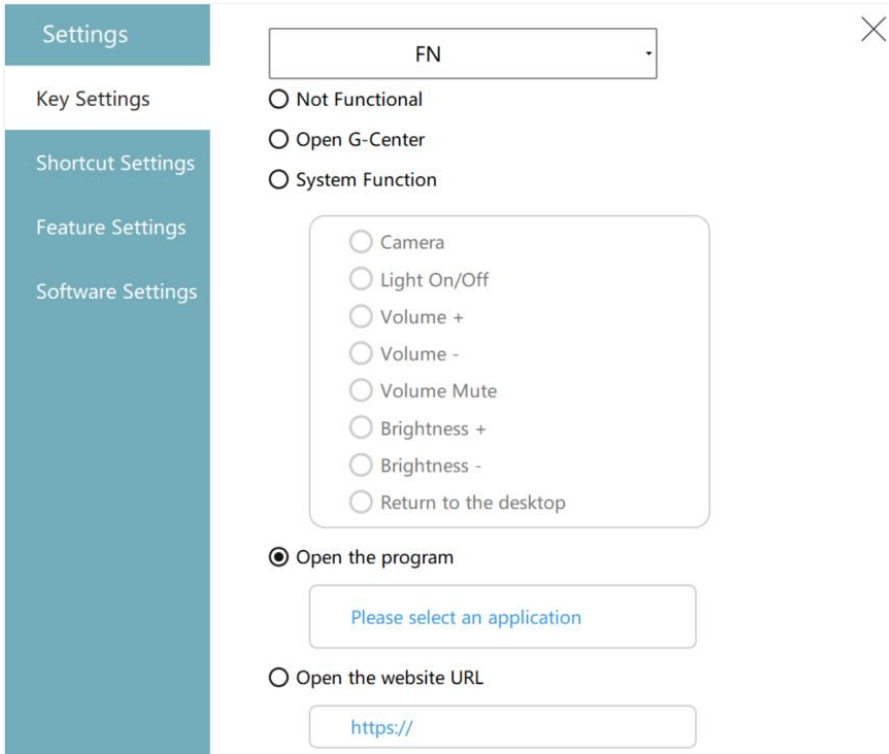 Settings
FN
Key Settings
Not Functional
Open G-Center
Shortcut Settings
System Function
Feature Settings
Camera
Light On/Off
Software Settings
Volume +
Volume -
Volume Mute
Brightness +
Brightness -
Return to the desktop
Open the program
Please select an application
Open the website URL
https://